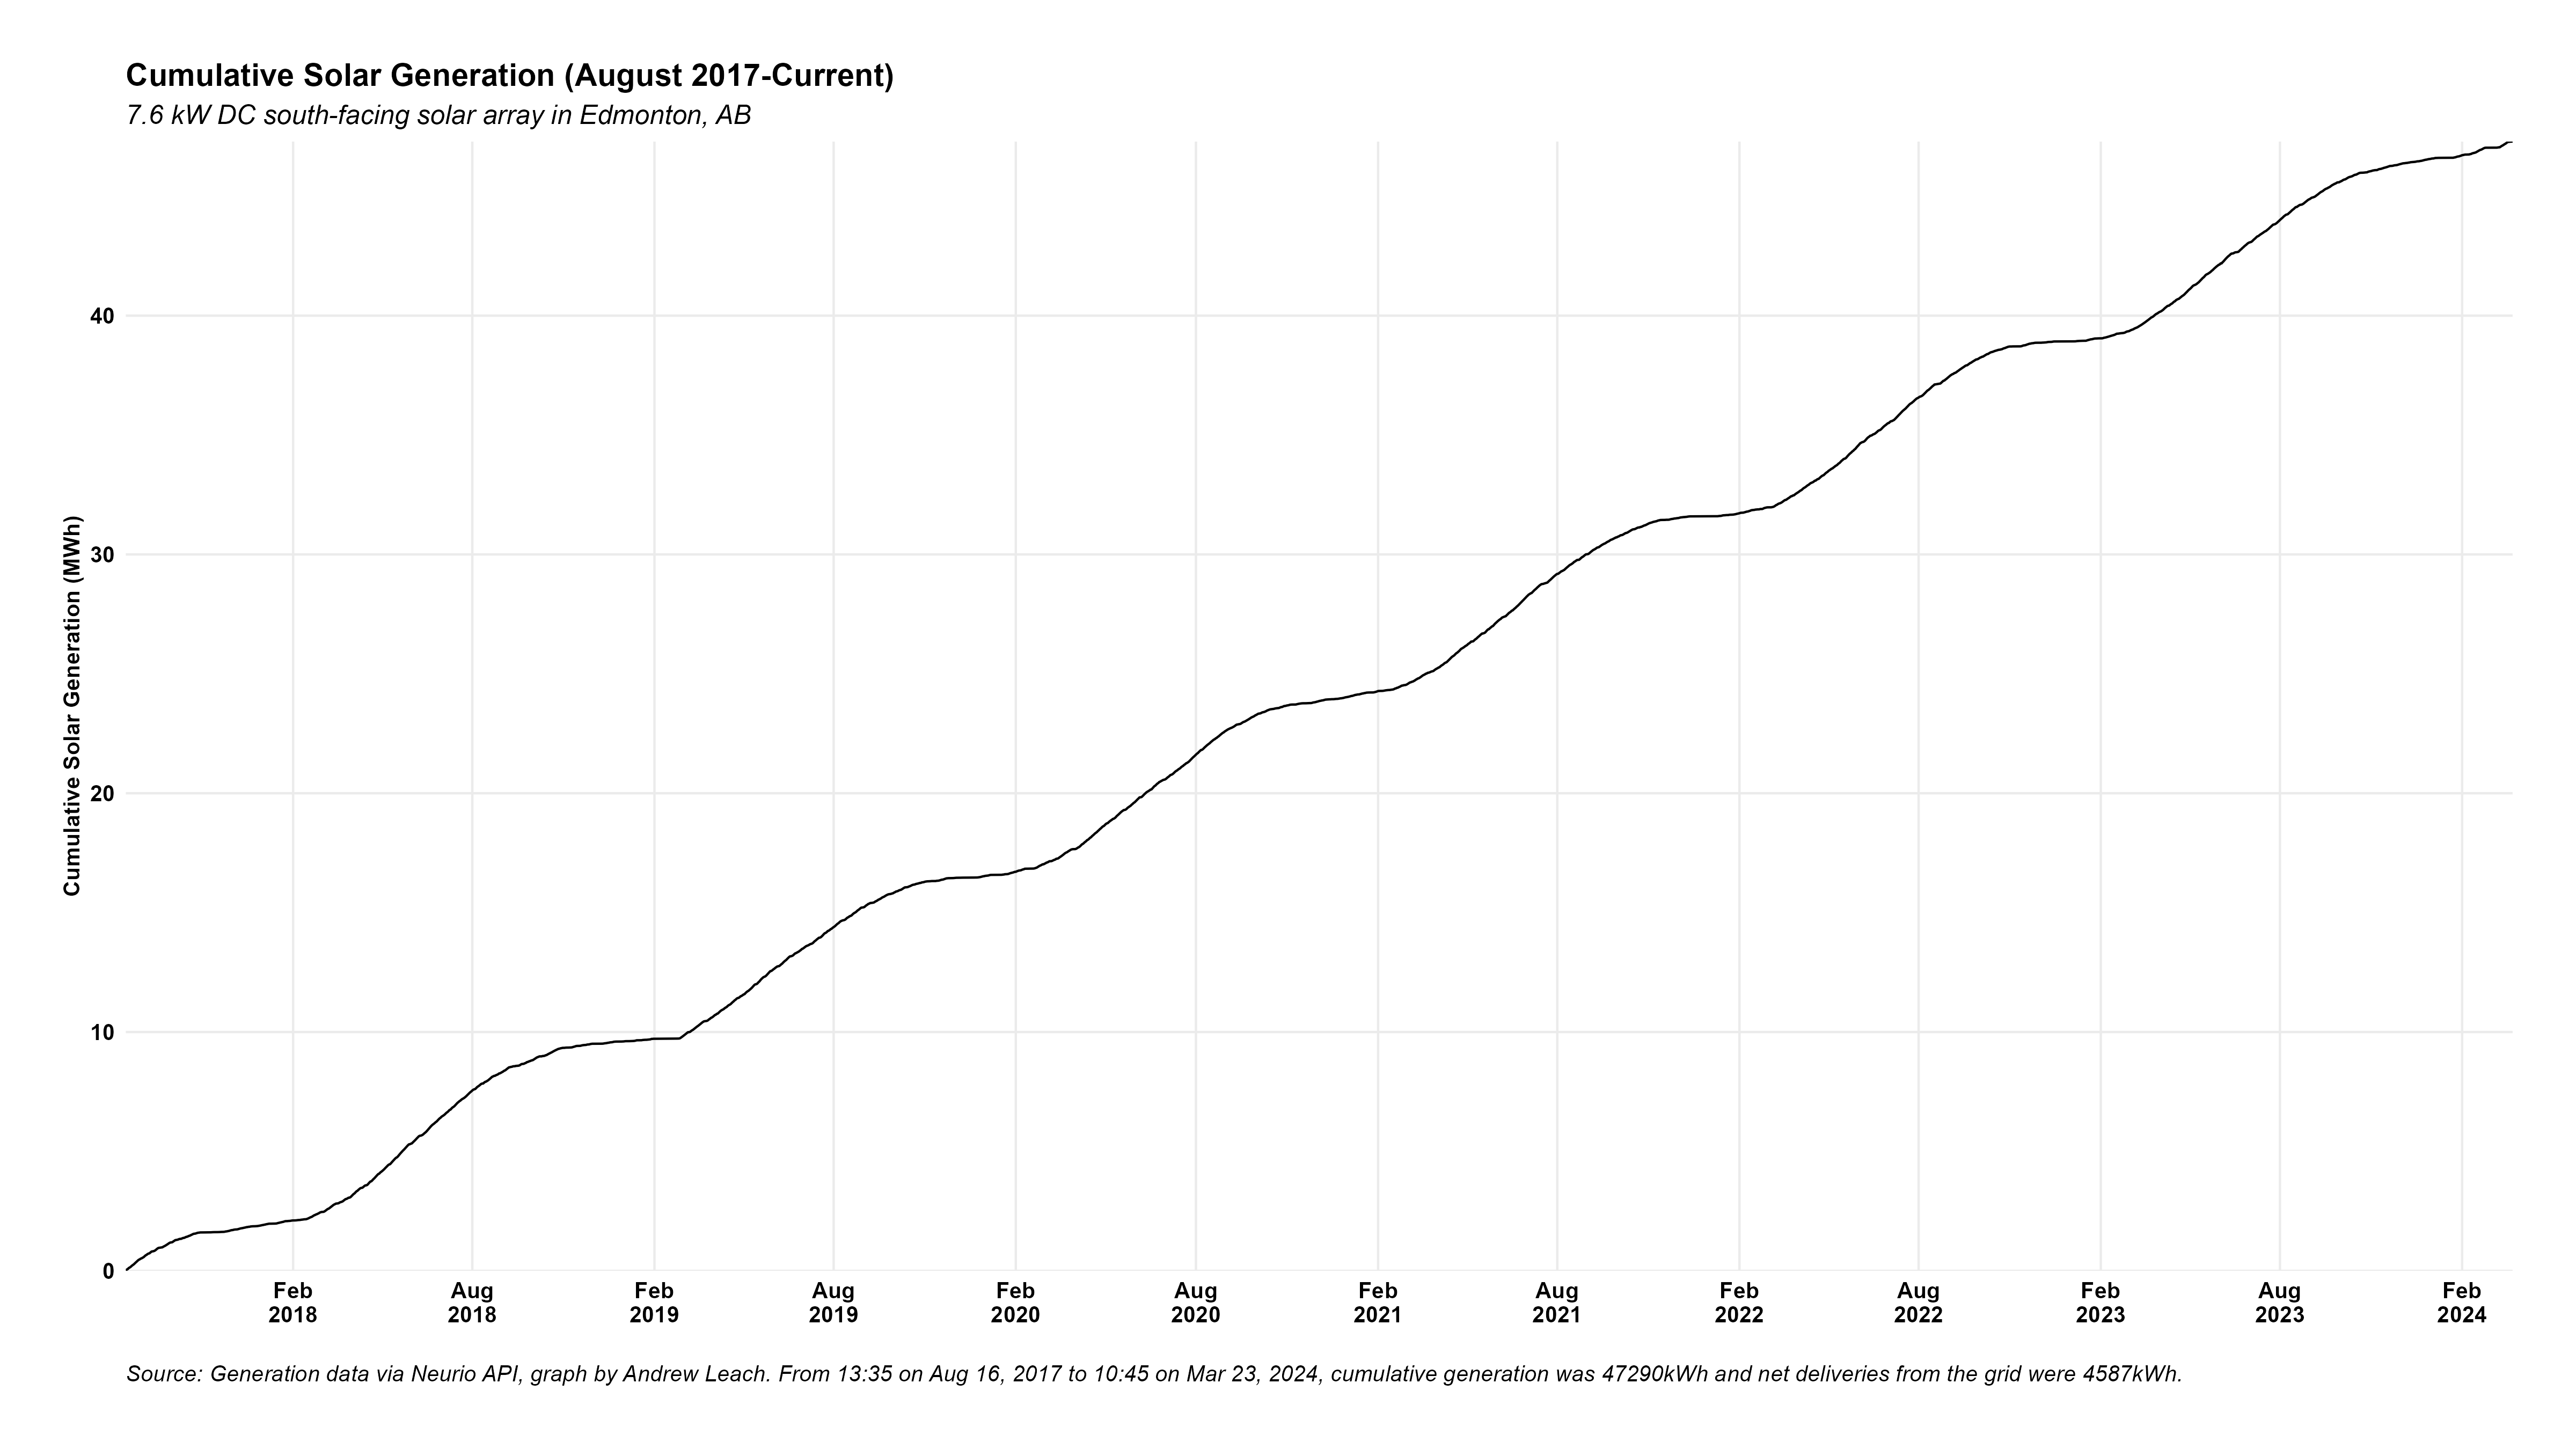 Cumulative Solar Generation (August 2017-Current)
7.6 kW DC south-facing solar array in Edmonton, AB
Cumulative Solar Generation (MWh)
40
30
20
10
0
Feb 2018
Aug 2018
Feb 2019
Aug 2019
Feb 2020
Aug 2020
Feb 2021
Aug 2021
Feb 2022
Aug 2022
Feb 2023
Aug 2023
Feb 2024
Source: Generation data via Neurio API, graph by Andrew Leach. From 13:35 on Aug 16, 2017 to 10:45 on Mar 23, 2024, cumulative generation was 47290kWh and net deliveries from the grid were 4587kWh.